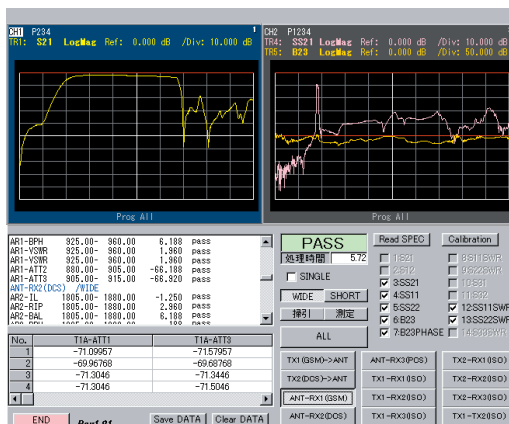 CH1 P234 1
TR1: S21 LogMag Ref: 0.000 dB /Div: 10.000 dB
Prog All
CH2 P1234
TR4: SS21 LogMag Ref: 0.000 dB /Div: 10.000 dB
TR5: B23 LogMag Ref: 0.000 dB /Div: 50.000 dB
Prog All
AR1-BPH 925.00- 960.00 6.188 pass
AR1-VSWR 925.00- 960.00 1.960 pass
AR1-VSWR 925.00- 960.00 1.960 pass
AR1-ATT2 880.00- 905.00 -66.188 pass
AR1-ATT3 905.00- 915.00 -66.920 pass
ANT-RX2(DCS) /WIDE
AR2-IL 1805.00- 1880.00 -1.250 pass
AR2-RIP 1805.00- 1880.00 2.960 pass
AR2-BAL 1805.00- 1880.00 6.188 pass
No. T1A-ATT1 T1A-ATT3
1 -71.09957 -71.57957
2 -69.96768 -69.68768
3 -71.3046 -71.3446
4 -71.3046 -71.5046
END
Save DATA
Clear DATA
PASS
Read SPEC
Calibration
処理時間 5.72
SINGLE
WIDE SHORT
掃引 測定
ALL
1:S21
2:S12
3:SS21
4:SS11
5:SS22
6:B23
7:B23PHASE
8:S11SWR
9:S22SWR
10:S31
11:S32
12:SS11SWR
13:SS22SWR
14:S33SWR
TX1(GSM)->ANT ANT-RX3(PCS) TX2-RX1(ISO)
TX2(DCS)->ANT TX1-RX1(ISO) TX2-RX2(ISO)
ANT-RX1(GSM) TX1-RX2(ISO) TX2-RX3(ISO)
ANT-RX2(DCS) TX1-RX3(ISO) TX1-TX2(ISO)